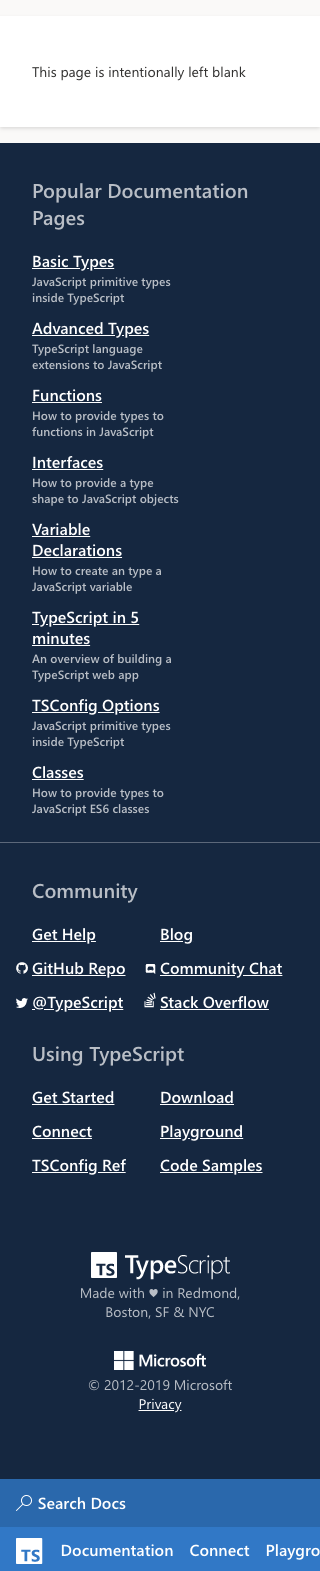 This page is intentionally left blank
Popular Documentation
Pages
Basic Types
JavaScript primitive types
inside TypeScript
Advanced Types
TypeScript language
extensions to JavaScript
Functions
How to provide types to
functions in JavaScript
Interfaces
How to provide a type
shape to JavaScript objects
Variable
Declarations
How to create an type a
JavaScript variable
TypeScript in 5
minutes
An overview of building a
TypeScript web app
TSConfig Options
JavaScript primitive types
inside TypeScript
Classes
How to provide types to
JavaScript ES6 classes
Community
Get Help Blog
GitHub Repo Community Chat
@TypeScript Stack Overflow
Using TypeScript
Get Started Download
Connect Playground
TSConfig Ref Code Samples
TS TypeScript
Made with ♥ in Redmond,
Boston, SF & NYC
Microsoft
© 2012-2019 Microsoft
Privacy
Search Docs
TS Documentation Connect Playgro